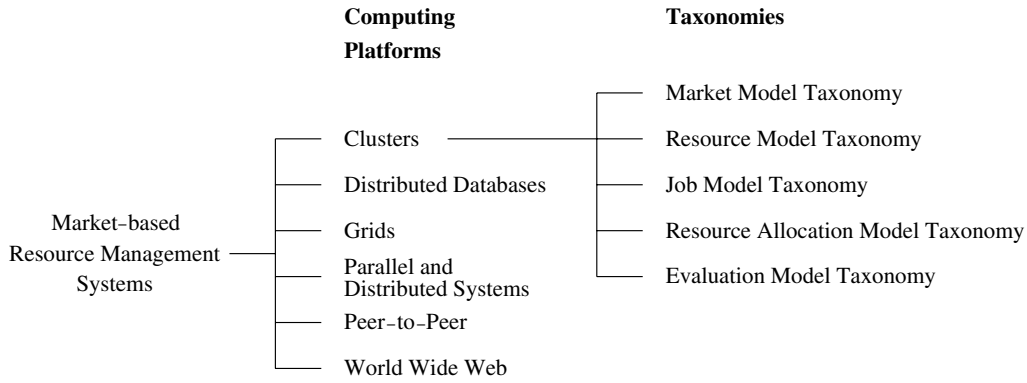 Computing
Platforms
Taxonomies
Market Model Taxonomy
Clusters
Resource Model Taxonomy
Distributed Databases
Job Model Taxonomy
Market-based
Resource Management
Systems
Grids
Resource Allocation Model Taxonomy
Parallel and
Distributed Systems
Evaluation Model Taxonomy
Peer-to-Peer
World Wide Web